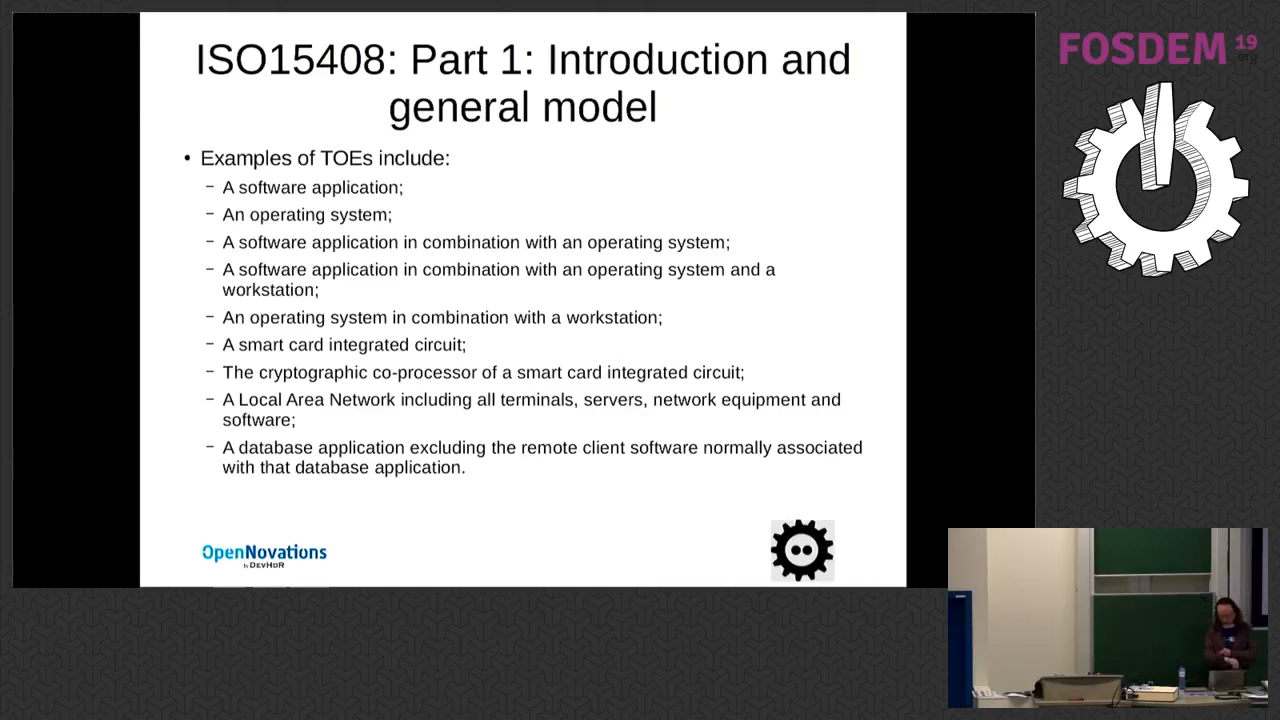 ISO15408: Part 1: Introduction and
general model
• Examples of TOEs include:
– A software application;
– An operating system;
– A software application in combination with an operating system;
– A software application in combination with an operating system and a
workstation;
– An operating system in combination with a workstation;
– A smart card integrated circuit;
– The cryptographic co-processor of a smart card integrated circuit;
– A Local Area Network including all terminals, servers, network equipment and
software;
– A database application excluding the remote client software normally associated
with that database application.
OpenNovations
by DEVHDR
FOSDEM 19
.org